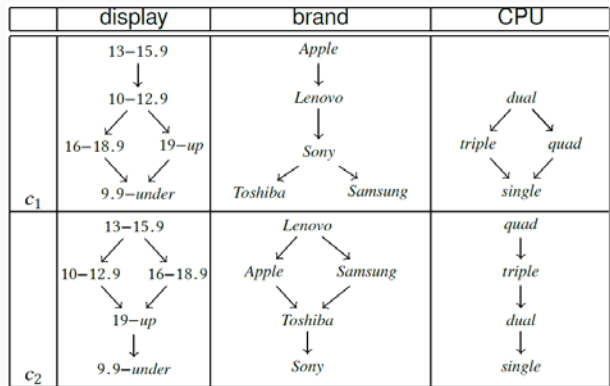 display brand CPU
13−15.9 Apple
10−12.9 Lenovo dual
16−18.9 19−up Sony triple quad
9.9−under Toshiba Samsung single
c1
13−15.9 Lenovo quad
10−12.9 16−18.9 Apple Samsung triple
19−up Toshiba dual
9.9−under Sony single
c2